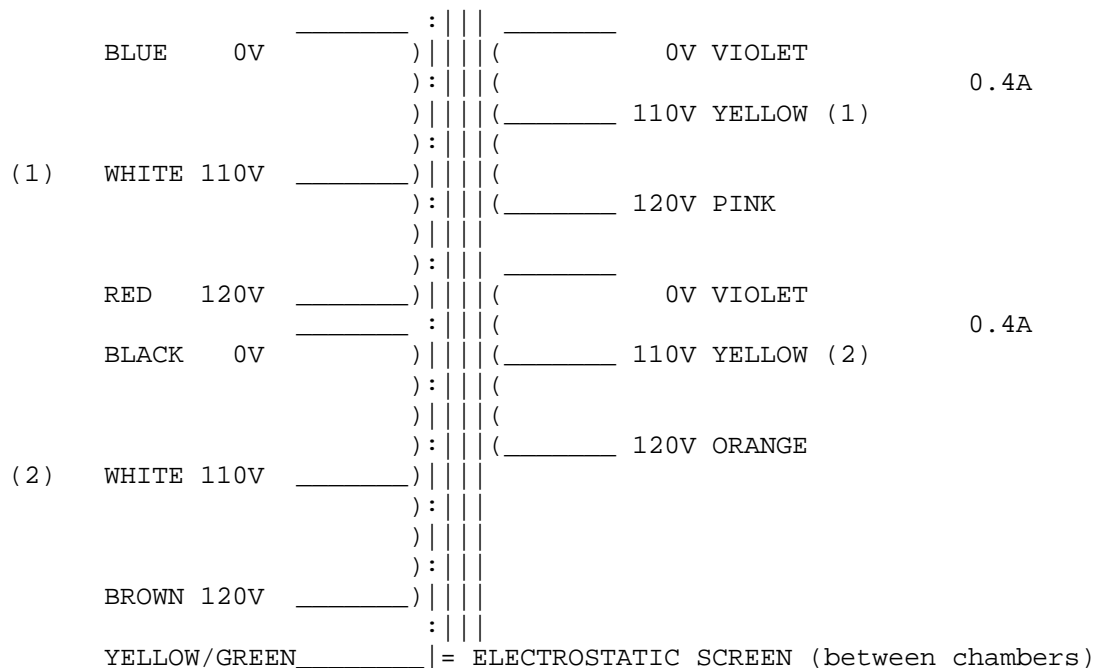 BLUE 0V 0V VIOLET
0.4A
110V YELLOW (1)
(1) WHITE 110V
120V PINK
RED 120V 0V VIOLET
0.4A
BLACK 0V 110V YELLOW (2)
120V ORANGE
(2) WHITE 110V
BROWN 120V
YELLOW/GREEN = ELECTROSTATIC SCREEN (between chambers)